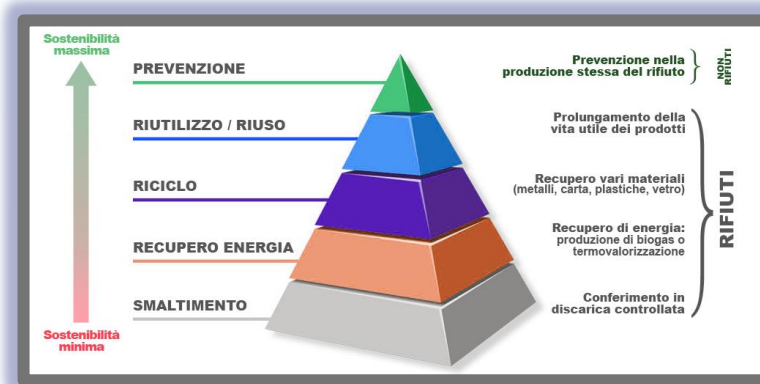 Sostenibilità
massima
PREVENZIONE
Prevenzione nella
produzione stessa del rifiuto
NON
RIFIUTI
RIUTILIZZO / RIUSO
Prolungamento della
vita utile dei prodotti
RICICLO
Recupero vari materiali
(metalli, carta, plastiche, vetro)
RECUPERO ENERGIA
Recupero di energia:
produzione di biogas o
termovalorizzazione
SMALTIMENTO
Conferimento in
discarica controllata
RIFIUTI
Sostenibilità
minima